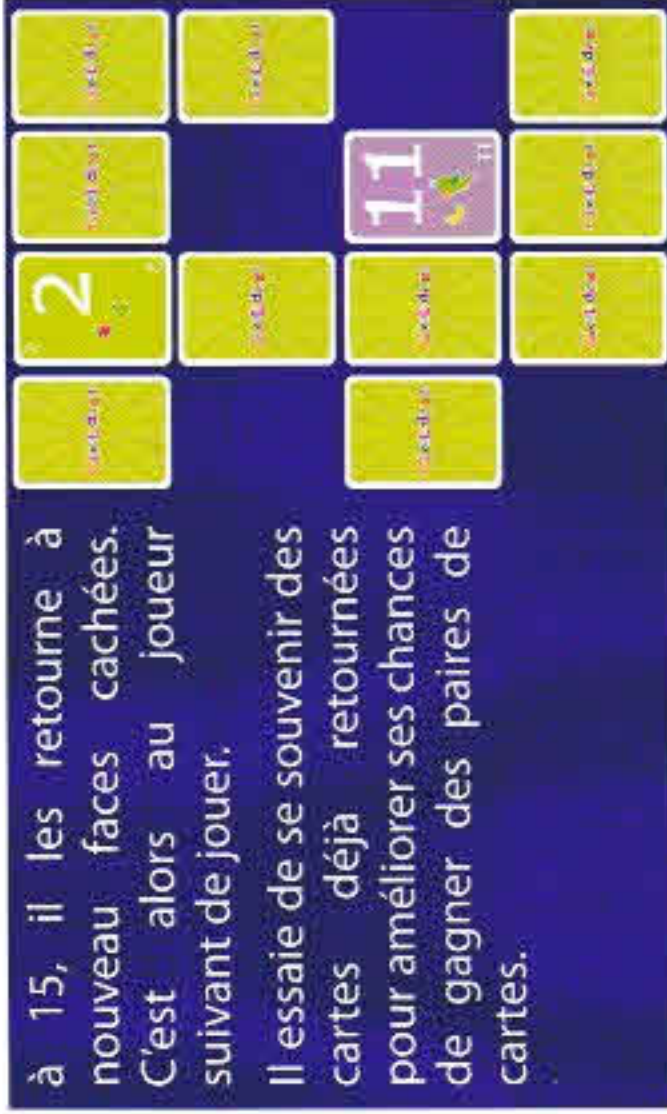 à 15, il les retourne à
nouveau faces cachées.
C'est alors au joueur
suivant de jouer.
Il essaie de se souvenir des
cartes déjà retournées
pour améliorer ses chances
de gagner des paires de
cartes.
2
11
11